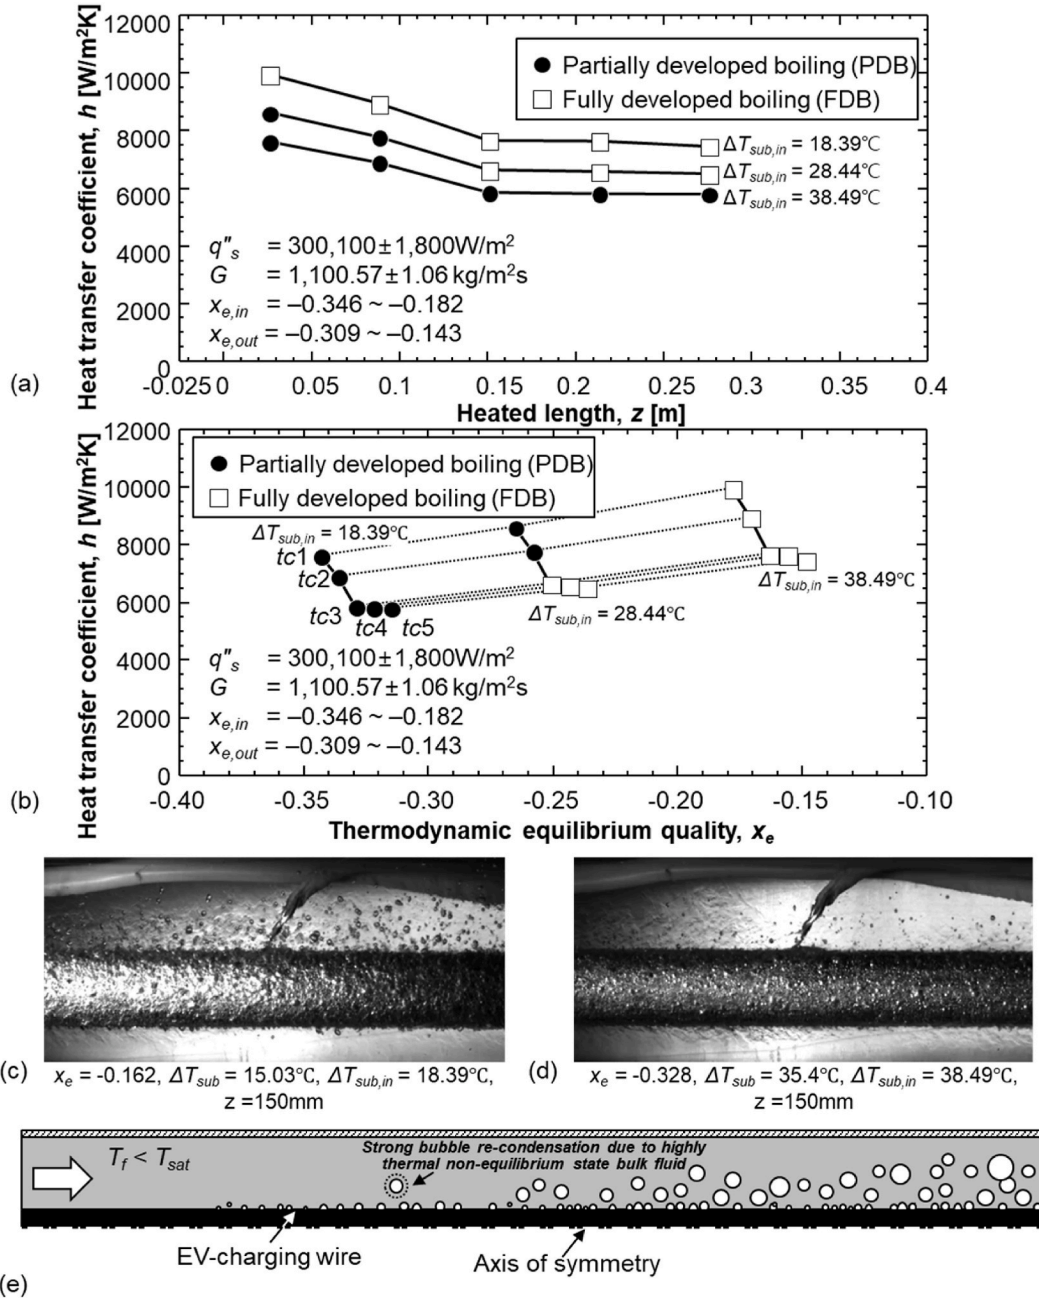 12000
10000
8000
6000
4000
2000
0
Heat transfer coefficient, h [W/m²K]
Partially developed boiling (PDB)
Fully developed boiling (FDB)
ΔTsub,in = 18.39℃
ΔTsub,in = 28.44℃
ΔTsub,in = 38.49℃
q"s = 300,100±1,800W/m²
G = 1,100.57±1.06 kg/m²s
xe,in = –0.346 ~ –0.182
xe,out = –0.309 ~ –0.143
(a)
-0.025 0 0.05 0.1 0.15 0.2 0.25 0.3 0.35 0.4
Heated length, z [m]
12000
10000
8000
6000
4000
2000
0
Heat transfer coefficient, h [W/m²K]
Partially developed boiling (PDB)
Fully developed boiling (FDB)
ΔTsub,in = 18.39℃
tc1
tc2
tc3
tc4
tc5
ΔTsub,in = 28.44℃
ΔTsub,in = 38.49℃
q"s = 300,100±1,800W/m²
G = 1,100.57±1.06 kg/m²s
xe,in = –0.346 ~ –0.182
xe,out = –0.309 ~ –0.143
(b)
-0.40 -0.35 -0.30 -0.25 -0.20 -0.15 -0.10
Thermodynamic equilibrium quality, xe
(c)
xe = -0.162, ΔTsub = 15.03℃, ΔTsub,in = 18.39℃,
z =150mm
(d)
xe = -0.328, ΔTsub = 35.4℃, ΔTsub,in = 38.49℃,
z =150mm
Tf < Tsat
Strong bubble re-condensation due to highly
thermal non-equilibrium state bulk fluid
EV-charging wire
Axis of symmetry
(e)